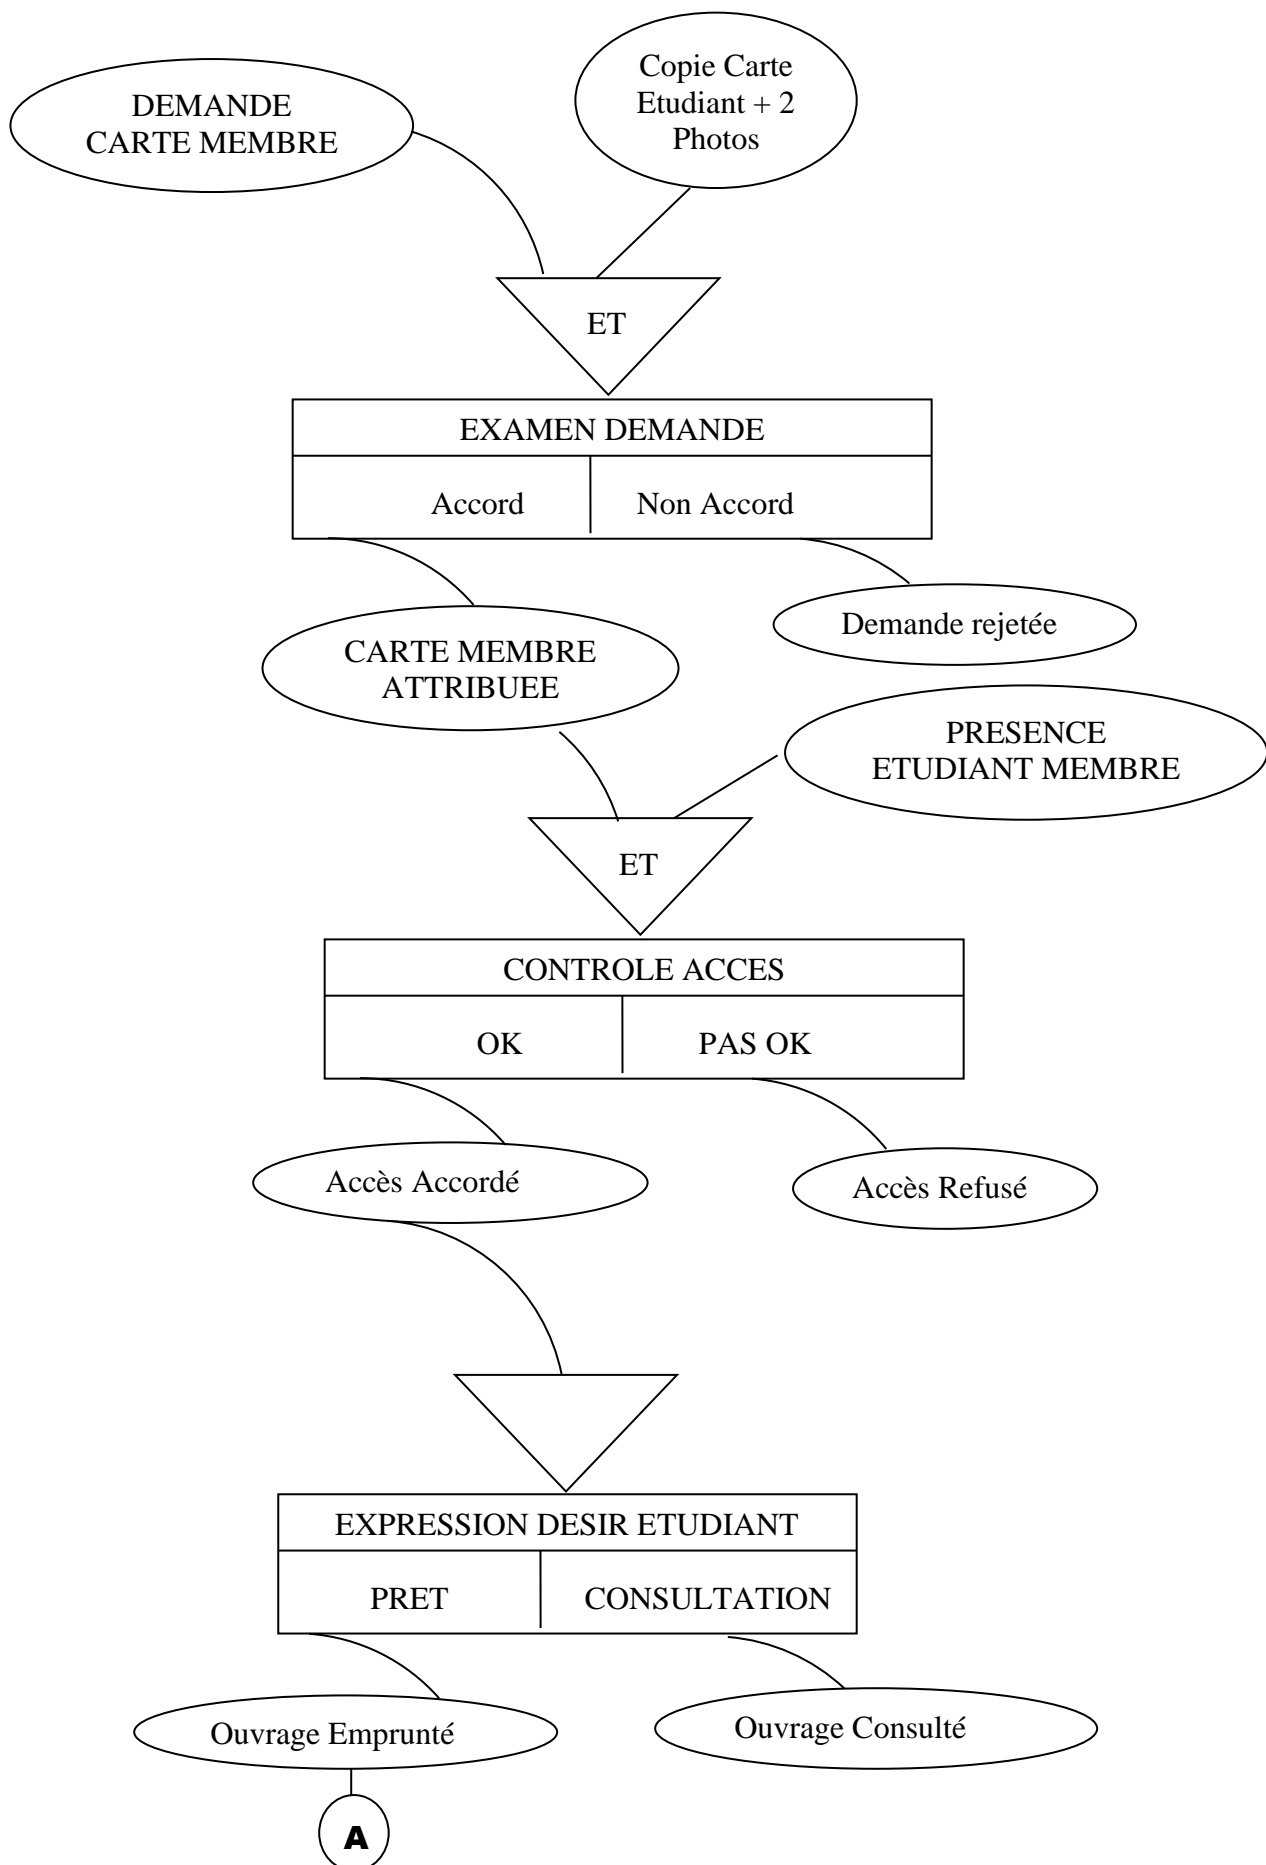 DEMANDE
CARTE MEMBRE
Copie Carte
Etudiant + 2
Photos
ET
EXAMEN DEMANDE
Accord
Non Accord
Demande rejetée
CARTE MEMBRE
ATTRIBUEE
PRESENCE
ETUDIANT MEMBRE
ET
CONTROLE ACCES
OK
PAS OK
Accès Accordé
Accès Refusé
EXPRESSION DESIR ETUDIANT
PRET
CONSULTATION
Ouvrage Emprunté
Ouvrage Consulté
A